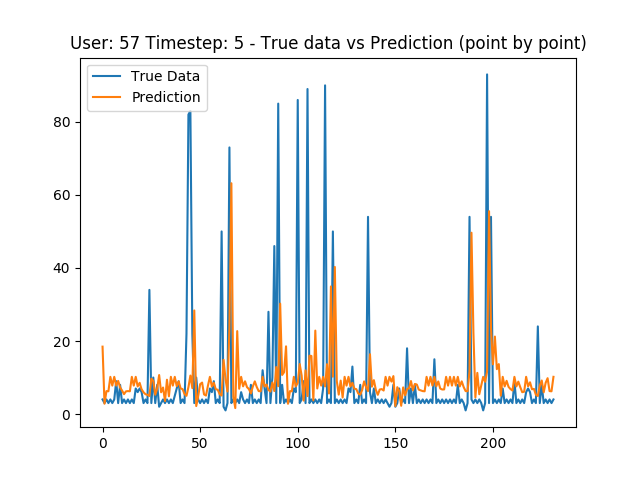 User: 57 Timestep: 5 - True data vs Prediction (point by point)
True Data
Prediction
80
60
40
20
0
0 50 100 150 200